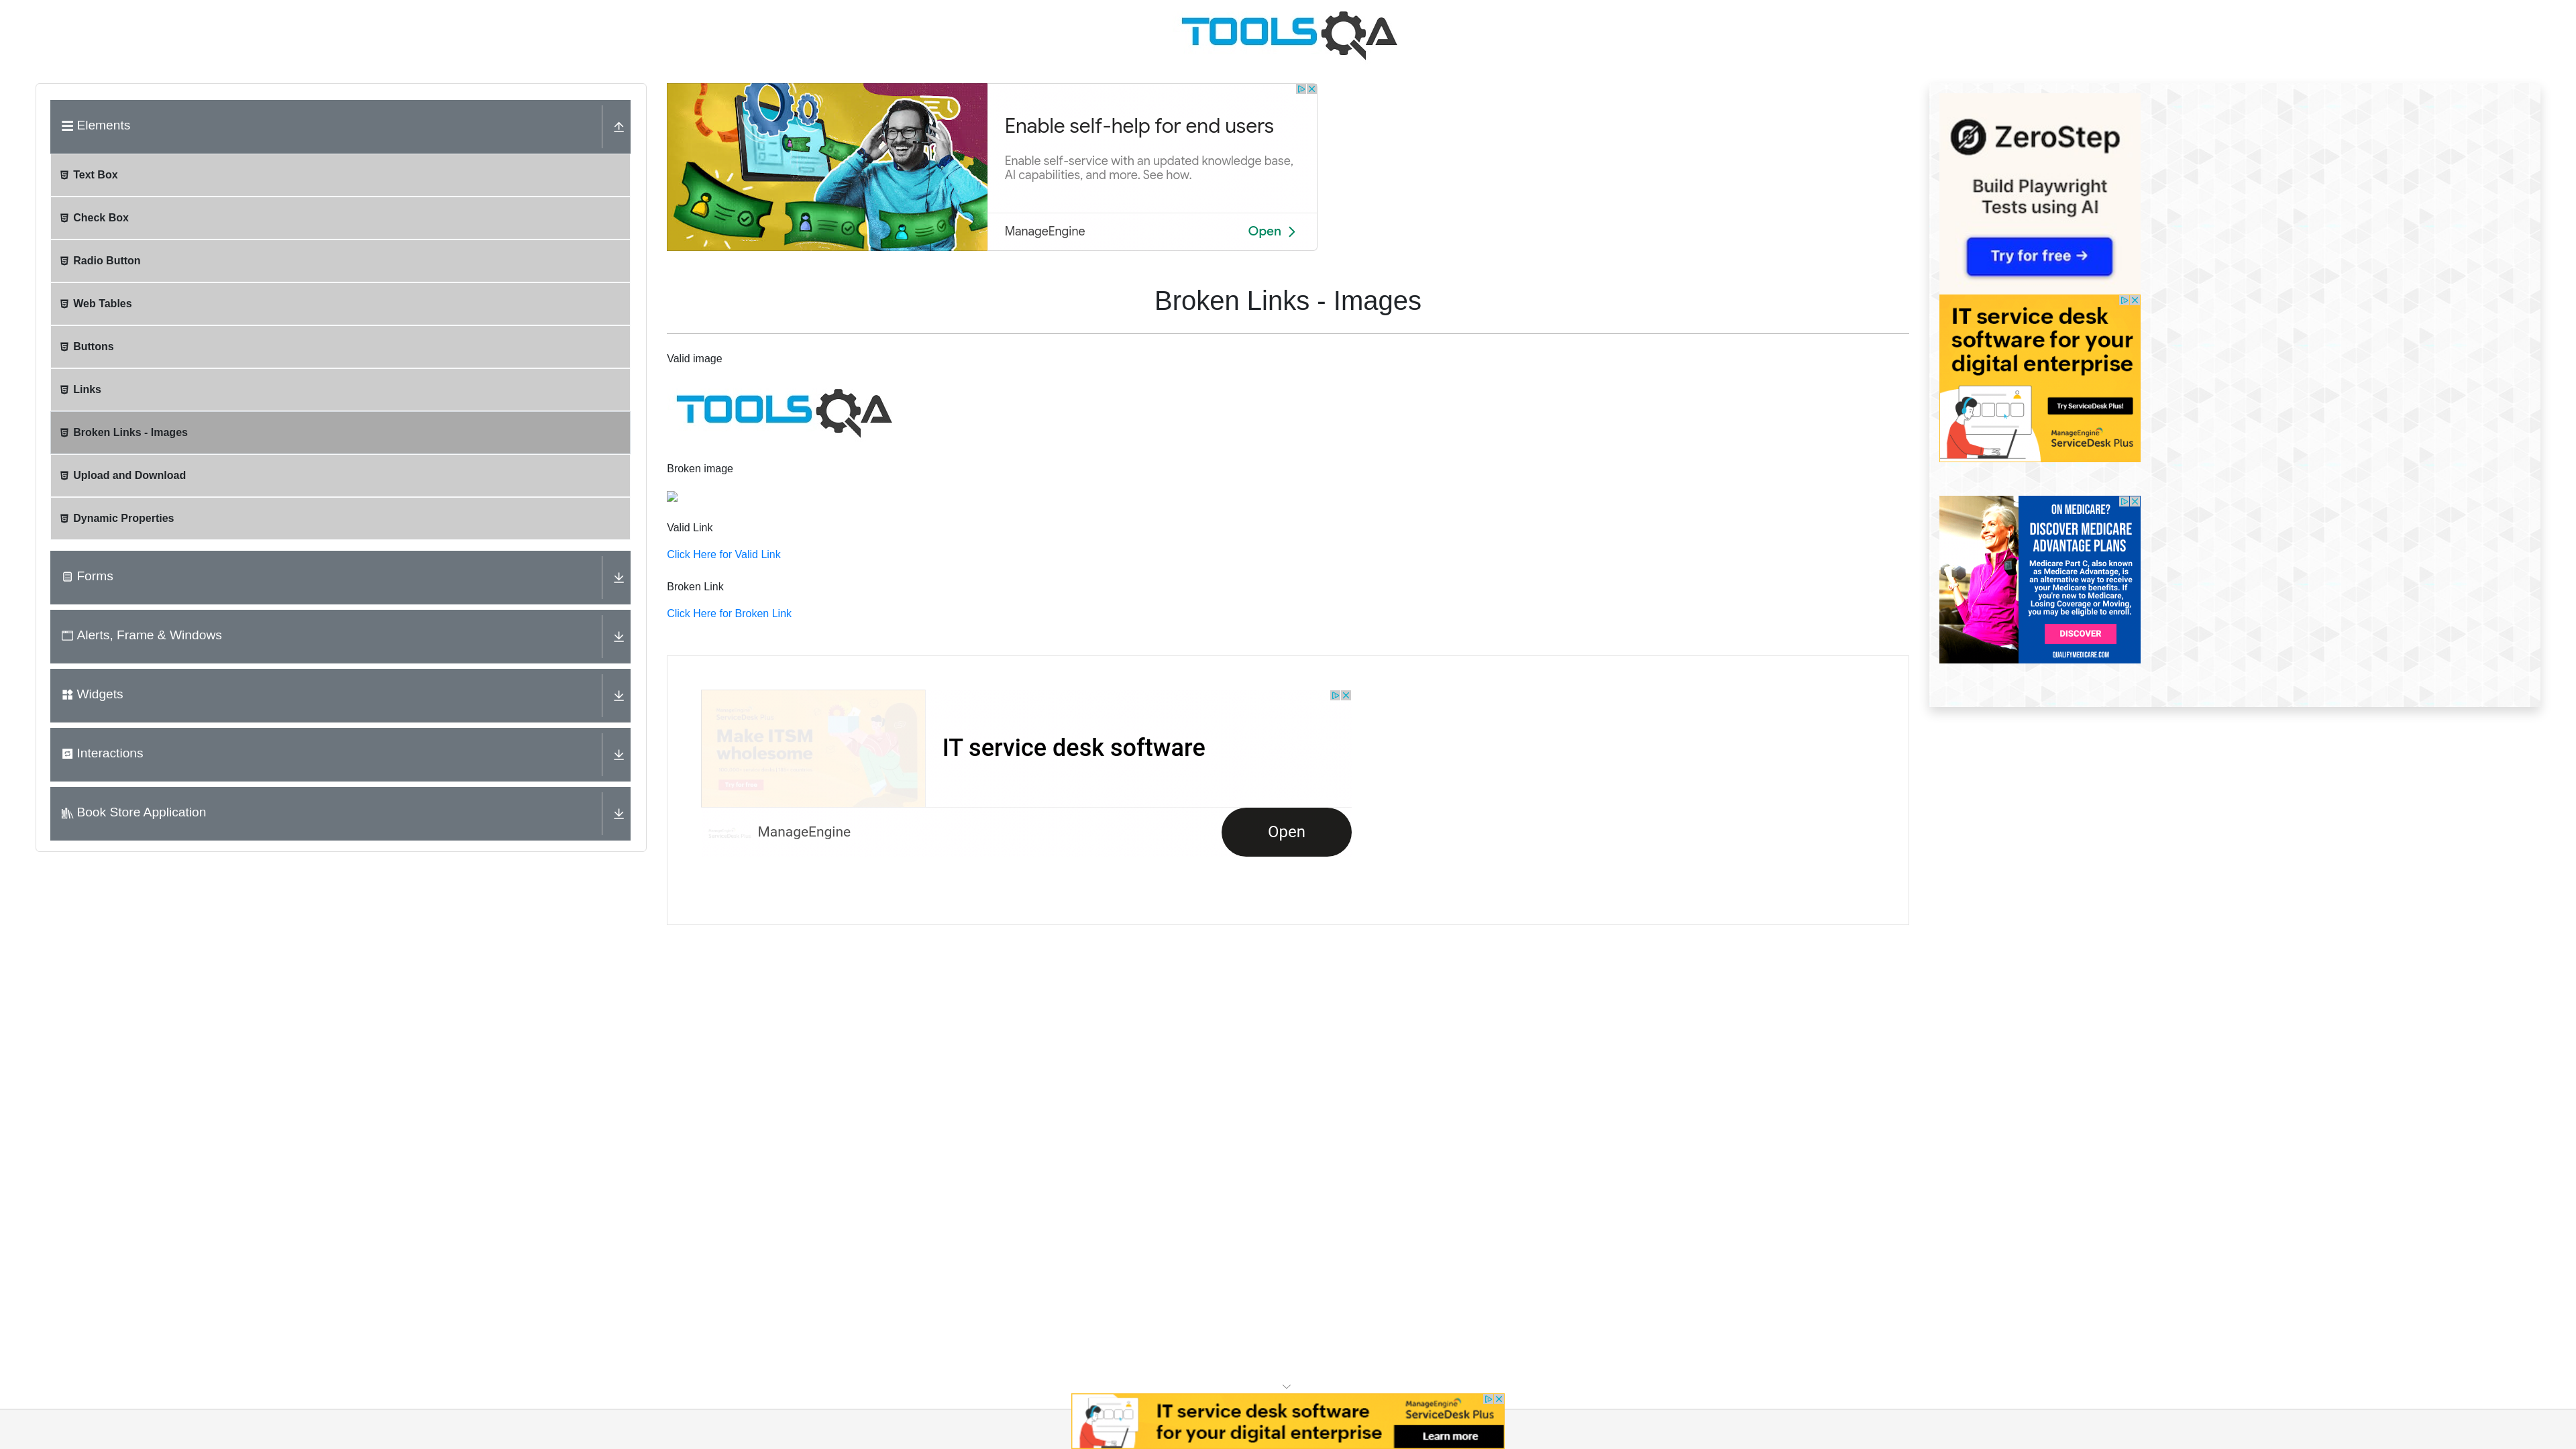 TOOLSQA
Elements
Text Box
Check Box
Radio Button
Web Tables
Buttons
Links
Broken Links - Images
Upload and Download
Dynamic Properties
Forms
Alerts, Frame & Windows
Widgets
Interactions
Book Store Application
Enable self-help for end users
Enable self-service with an updated knowledge base,
AI capabilities, and more. See how.
ManageEngine
Open
Broken Links - Images
Valid image
TOOLSQA
Broken image
Valid Link
Click Here for Valid Link
Broken Link
Click Here for Broken Link
Make ITSM
wholesome
IT service desk software
ManageEngine
Open
ZeroStep
Build Playwright
Tests using AI
Try for free →
IT service desk
software for your
digital enterprise
Try ServiceDesk Plus!
ManageEngine
ServiceDesk Plus
ON MEDICARE?
DISCOVER MEDICARE
ADVANTAGE PLANS
Medicare Part C, also known
as Medicare Advantage, is
an alternative way to receive
your Medicare benefits. If
you're new to Medicare,
Losing Coverage or Moving,
you may be eligible to enroll.
DISCOVER
QUALIFYMEDICARE.COM
IT service desk software
for your digital enterprise
ManageEngine
ServiceDesk Plus
Learn more